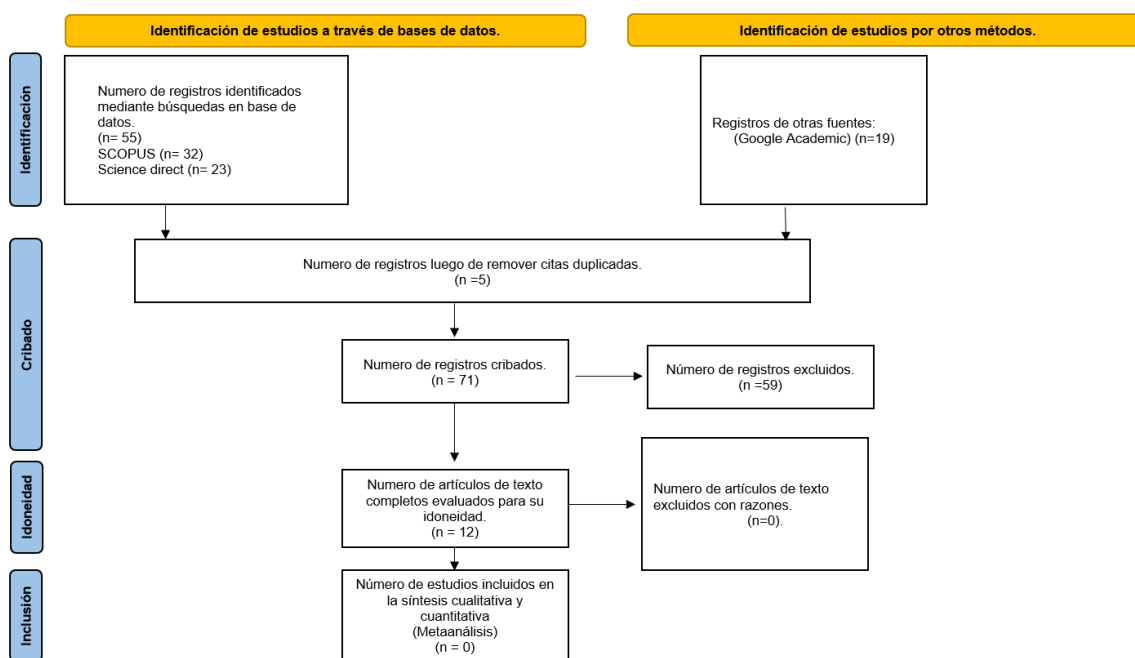 Identificación de estudios a través de bases de datos.
Identificación de estudios por otros métodos.
Identificación
Numero de registros identificados
mediante búsquedas en base de
datos.
(n= 55)
SCOPUS (n= 32)
Science direct (n= 23)
Registros de otras fuentes:
(Google Academic) (n=19)
Cribado
Numero de registros luego de remover citas duplicadas.
(n =5)
Numero de registros cribados.
(n = 71)
Número de registros excluidos.
(n =59)
Idoneidad
Numero de artículos de texto
completos evaluados para su
idoneidad.
(n = 12)
Numero de artículos de texto
excluidos con razones.
(n=0).
Inclusión
Número de estudios incluidos en
la síntesis cualitativa y
cuantitativa
(Metaanálisis)
(n = 0)